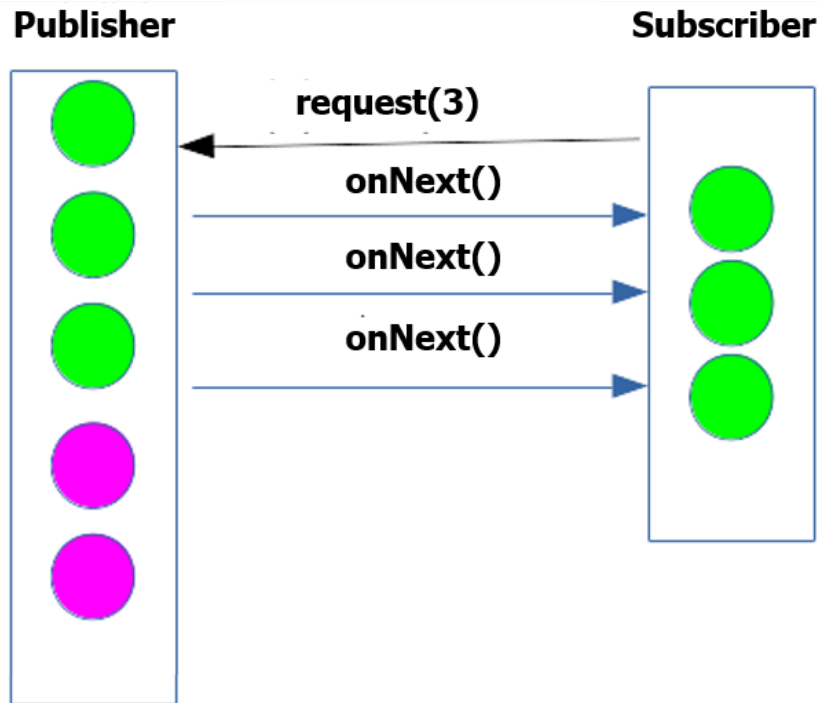 Publisher
Subscriber
request(3)
onNext()
onNext()
onNext()